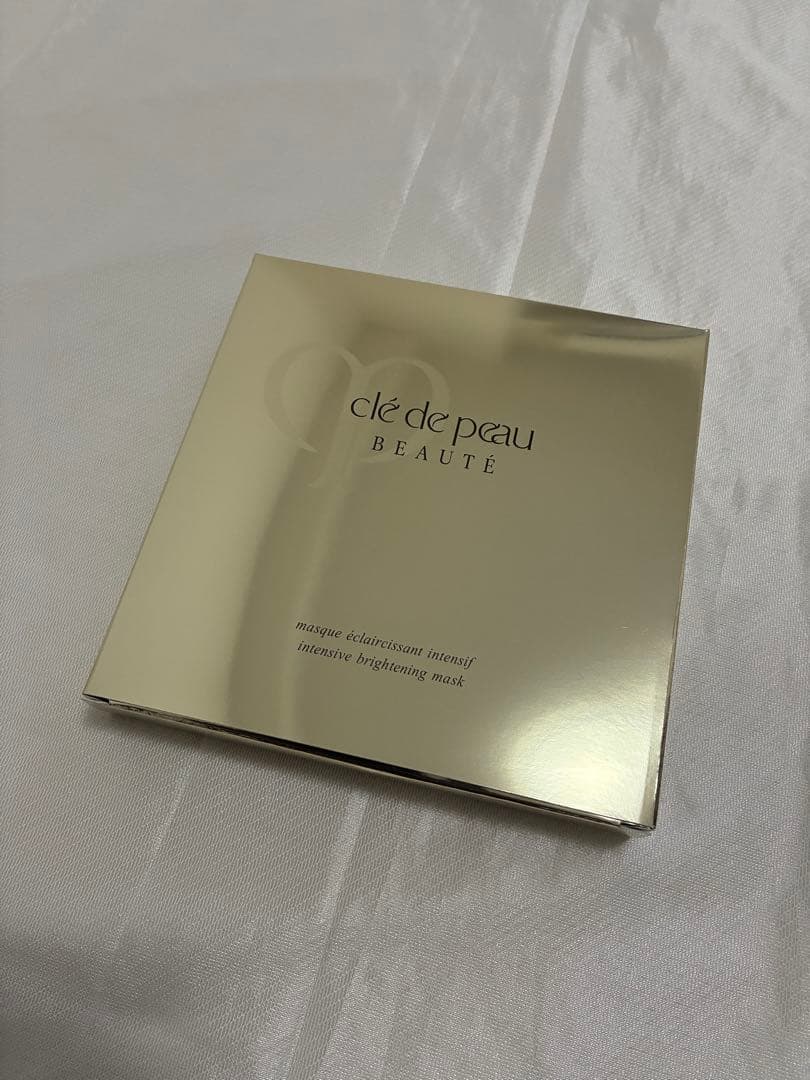 clé de peau
BEAUTÉ
masque éclaircissant intensif
intensive brightening mask